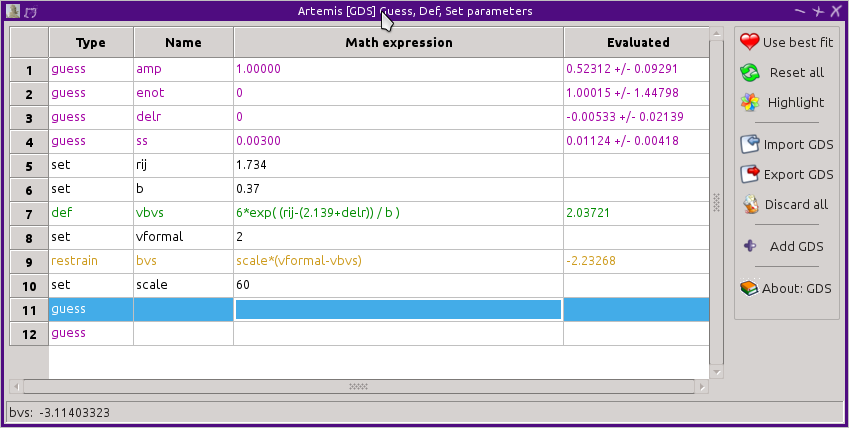 Artemis [GDS] Guess, Def, Set parameters
Type Name Math expression Evaluated
1 guess amp 1.00000 0.52312 +/- 0.09291
2 guess enot 0 1.00015 +/- 1.44798
3 guess delr 0 -0.00533 +/- 0.02139
4 guess ss 0.00300 0.01124 +/- 0.00418
5 set rij 1.734
6 set b 0.37
7 def vbvs 6*exp( (rij-(2.139+delr)) / b ) 2.03721
8 set vformal 2
9 restrain bvs scale*(vformal-vbvs) -2.23268
10 set scale 60
11 guess
12 guess
Use best fit
Reset all
Highlight
Import GDS
Export GDS
Discard all
Add GDS
About: GDS
bvs: -3.11403323